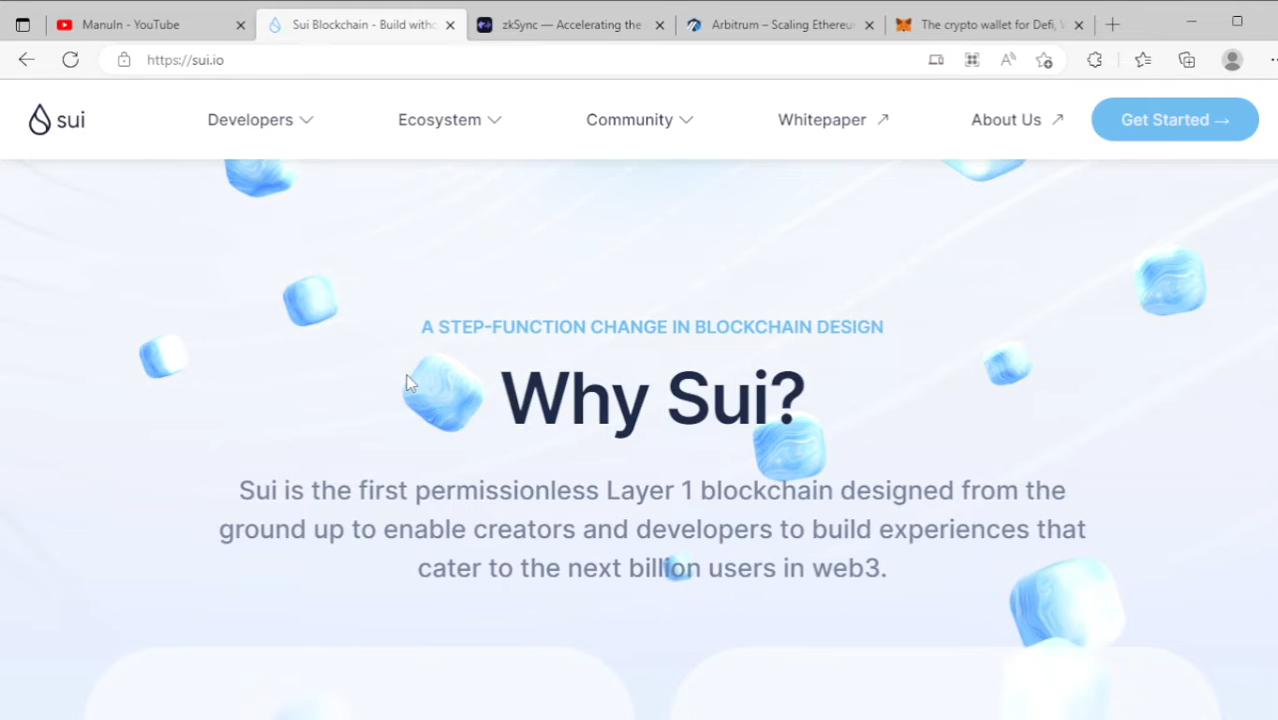 ManuIn - YouTube
Sui Blockchain - Build witho
zkSync — Accelerating the
Arbitrum – Scaling Ethereu
The crypto wallet for Defi,
https://sui.io
sui
Developers
Ecosystem
Community
Whitepaper ↗
About Us ↗
Get Started →
A STEP-FUNCTION CHANGE IN BLOCKCHAIN DESIGN
Why Sui?
Sui is the first permissionless Layer 1 blockchain designed from the
ground up to enable creators and developers to build experiences that
cater to the next billion users in web3.